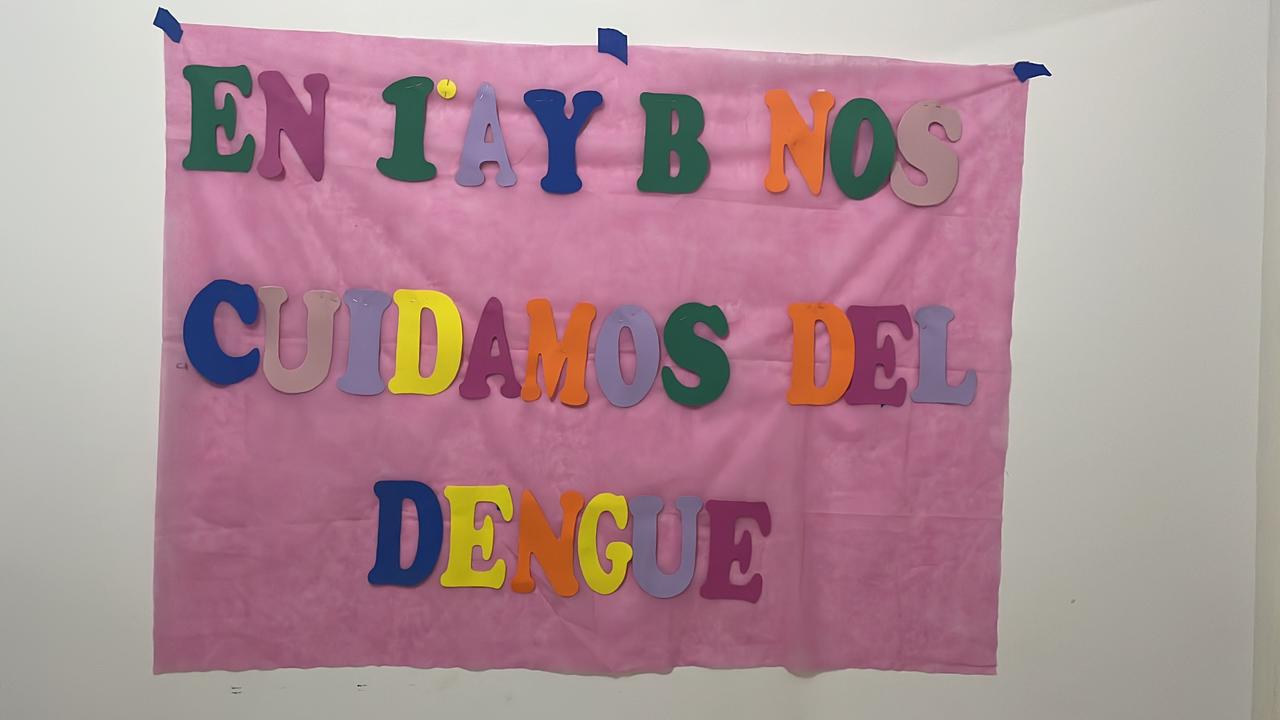 EN 1° A Y B NOS
CUIDAMOS DEL
DENGUE